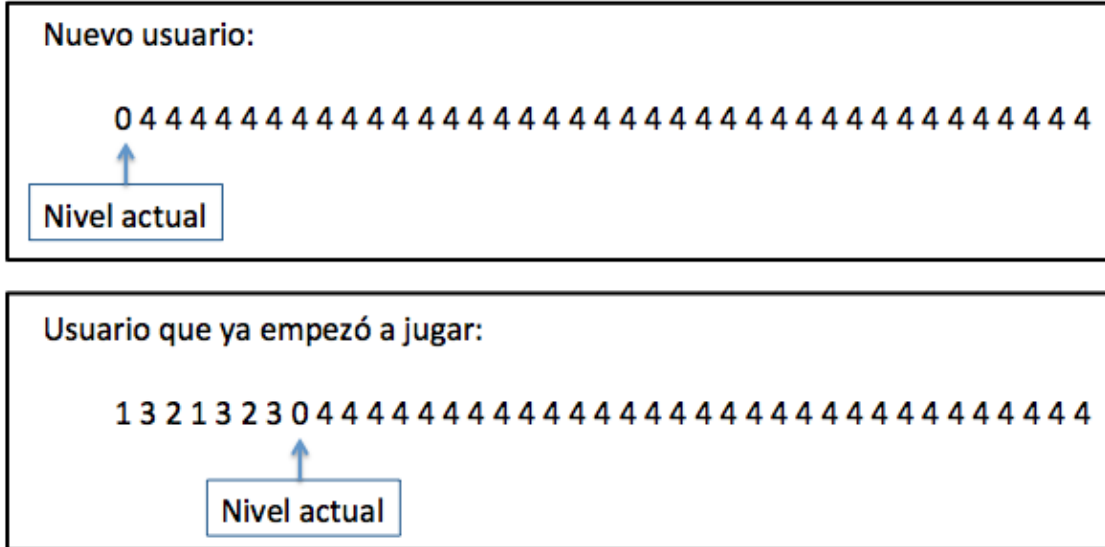 Nuevo usuario:
0 4 4 4 4 4 4 4 4 4 4 4 4 4 4 4 4 4 4 4 4 4 4 4 4 4 4 4 4 4 4 4 4 4 4 4 4 4 4
Nivel actual
Usuario que ya empezó a jugar:
1 3 2 1 3 2 3 0 4 4 4 4 4 4 4 4 4 4 4 4 4 4 4 4 4 4 4 4 4 4 4 4 4 4 4 4 4 4 4
Nivel actual